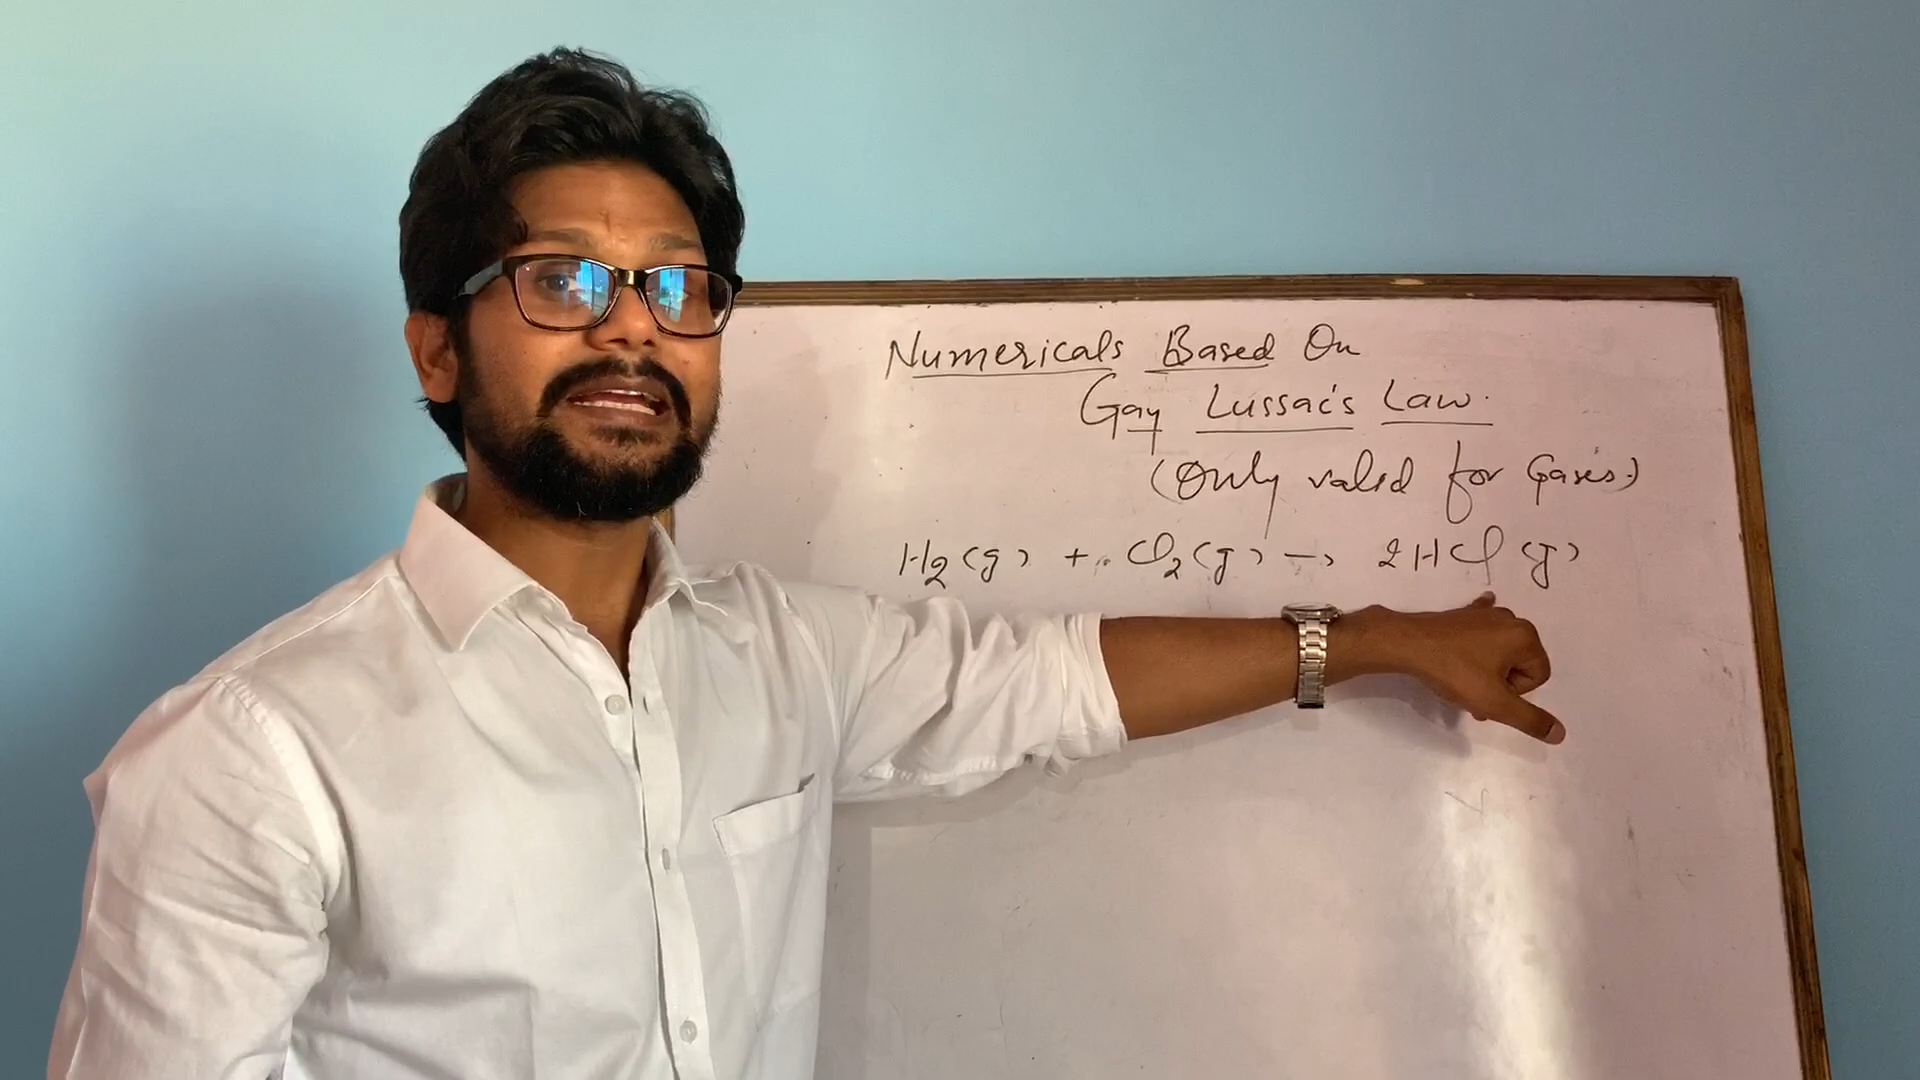 Numericals Based On
Gay Lussac's Law.
(Only valid for Gases.)
H2(g) + Cl2(g) → 2HCl(g)